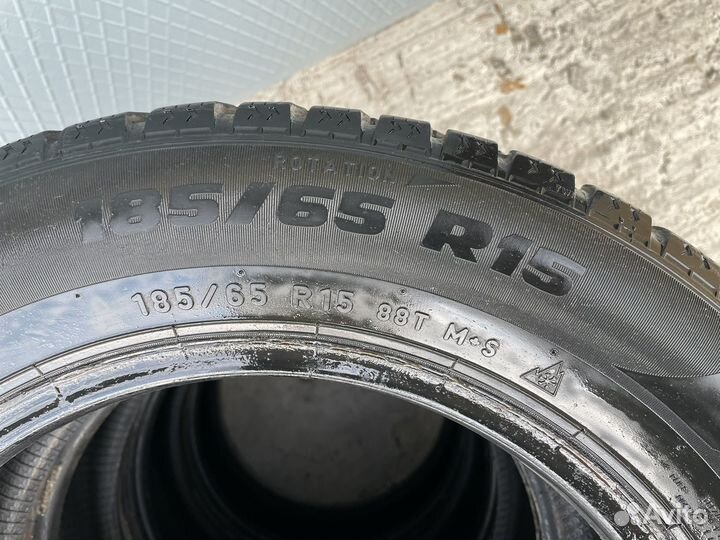 ROTATION
185/65 R15
185/65 R15 88T M+S
Avito